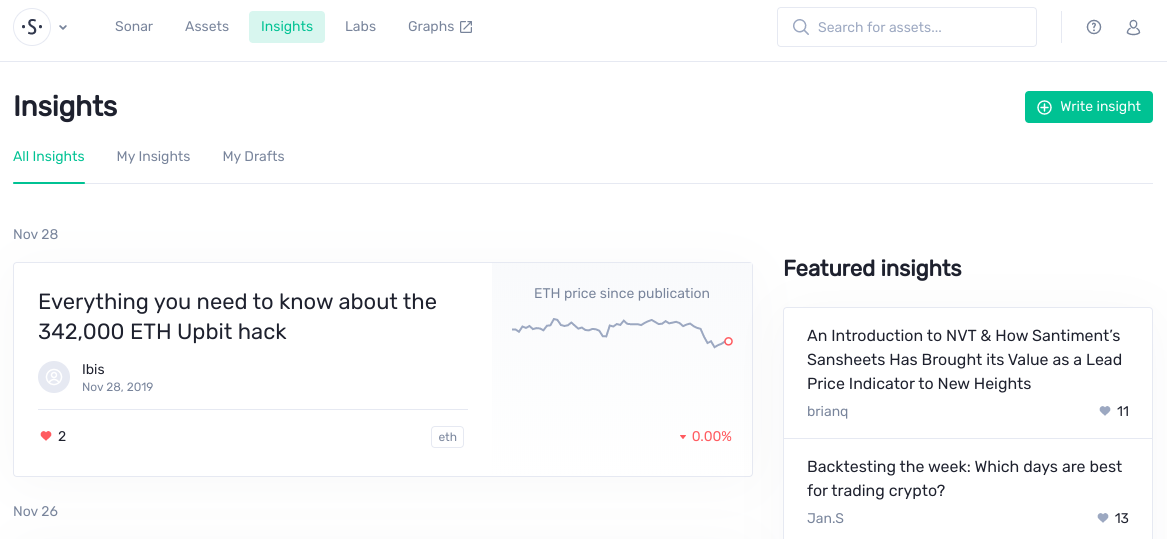 ·S·
Sonar
Assets
Insights
Labs
Graphs
Search for assets...
Insights
Write insight
All Insights
My Insights
My Drafts
Nov 28
Everything you need to know about the
342,000 ETH Upbit hack
Ibis
Nov 28, 2019
2
eth
ETH price since publication
0.00%
Nov 26
Featured insights
An Introduction to NVT & How Santiment’s
Sansheets Has Brought its Value as a Lead
Price Indicator to New Heights
brianq
11
Backtesting the week: Which days are best
for trading crypto?
Jan.S
13